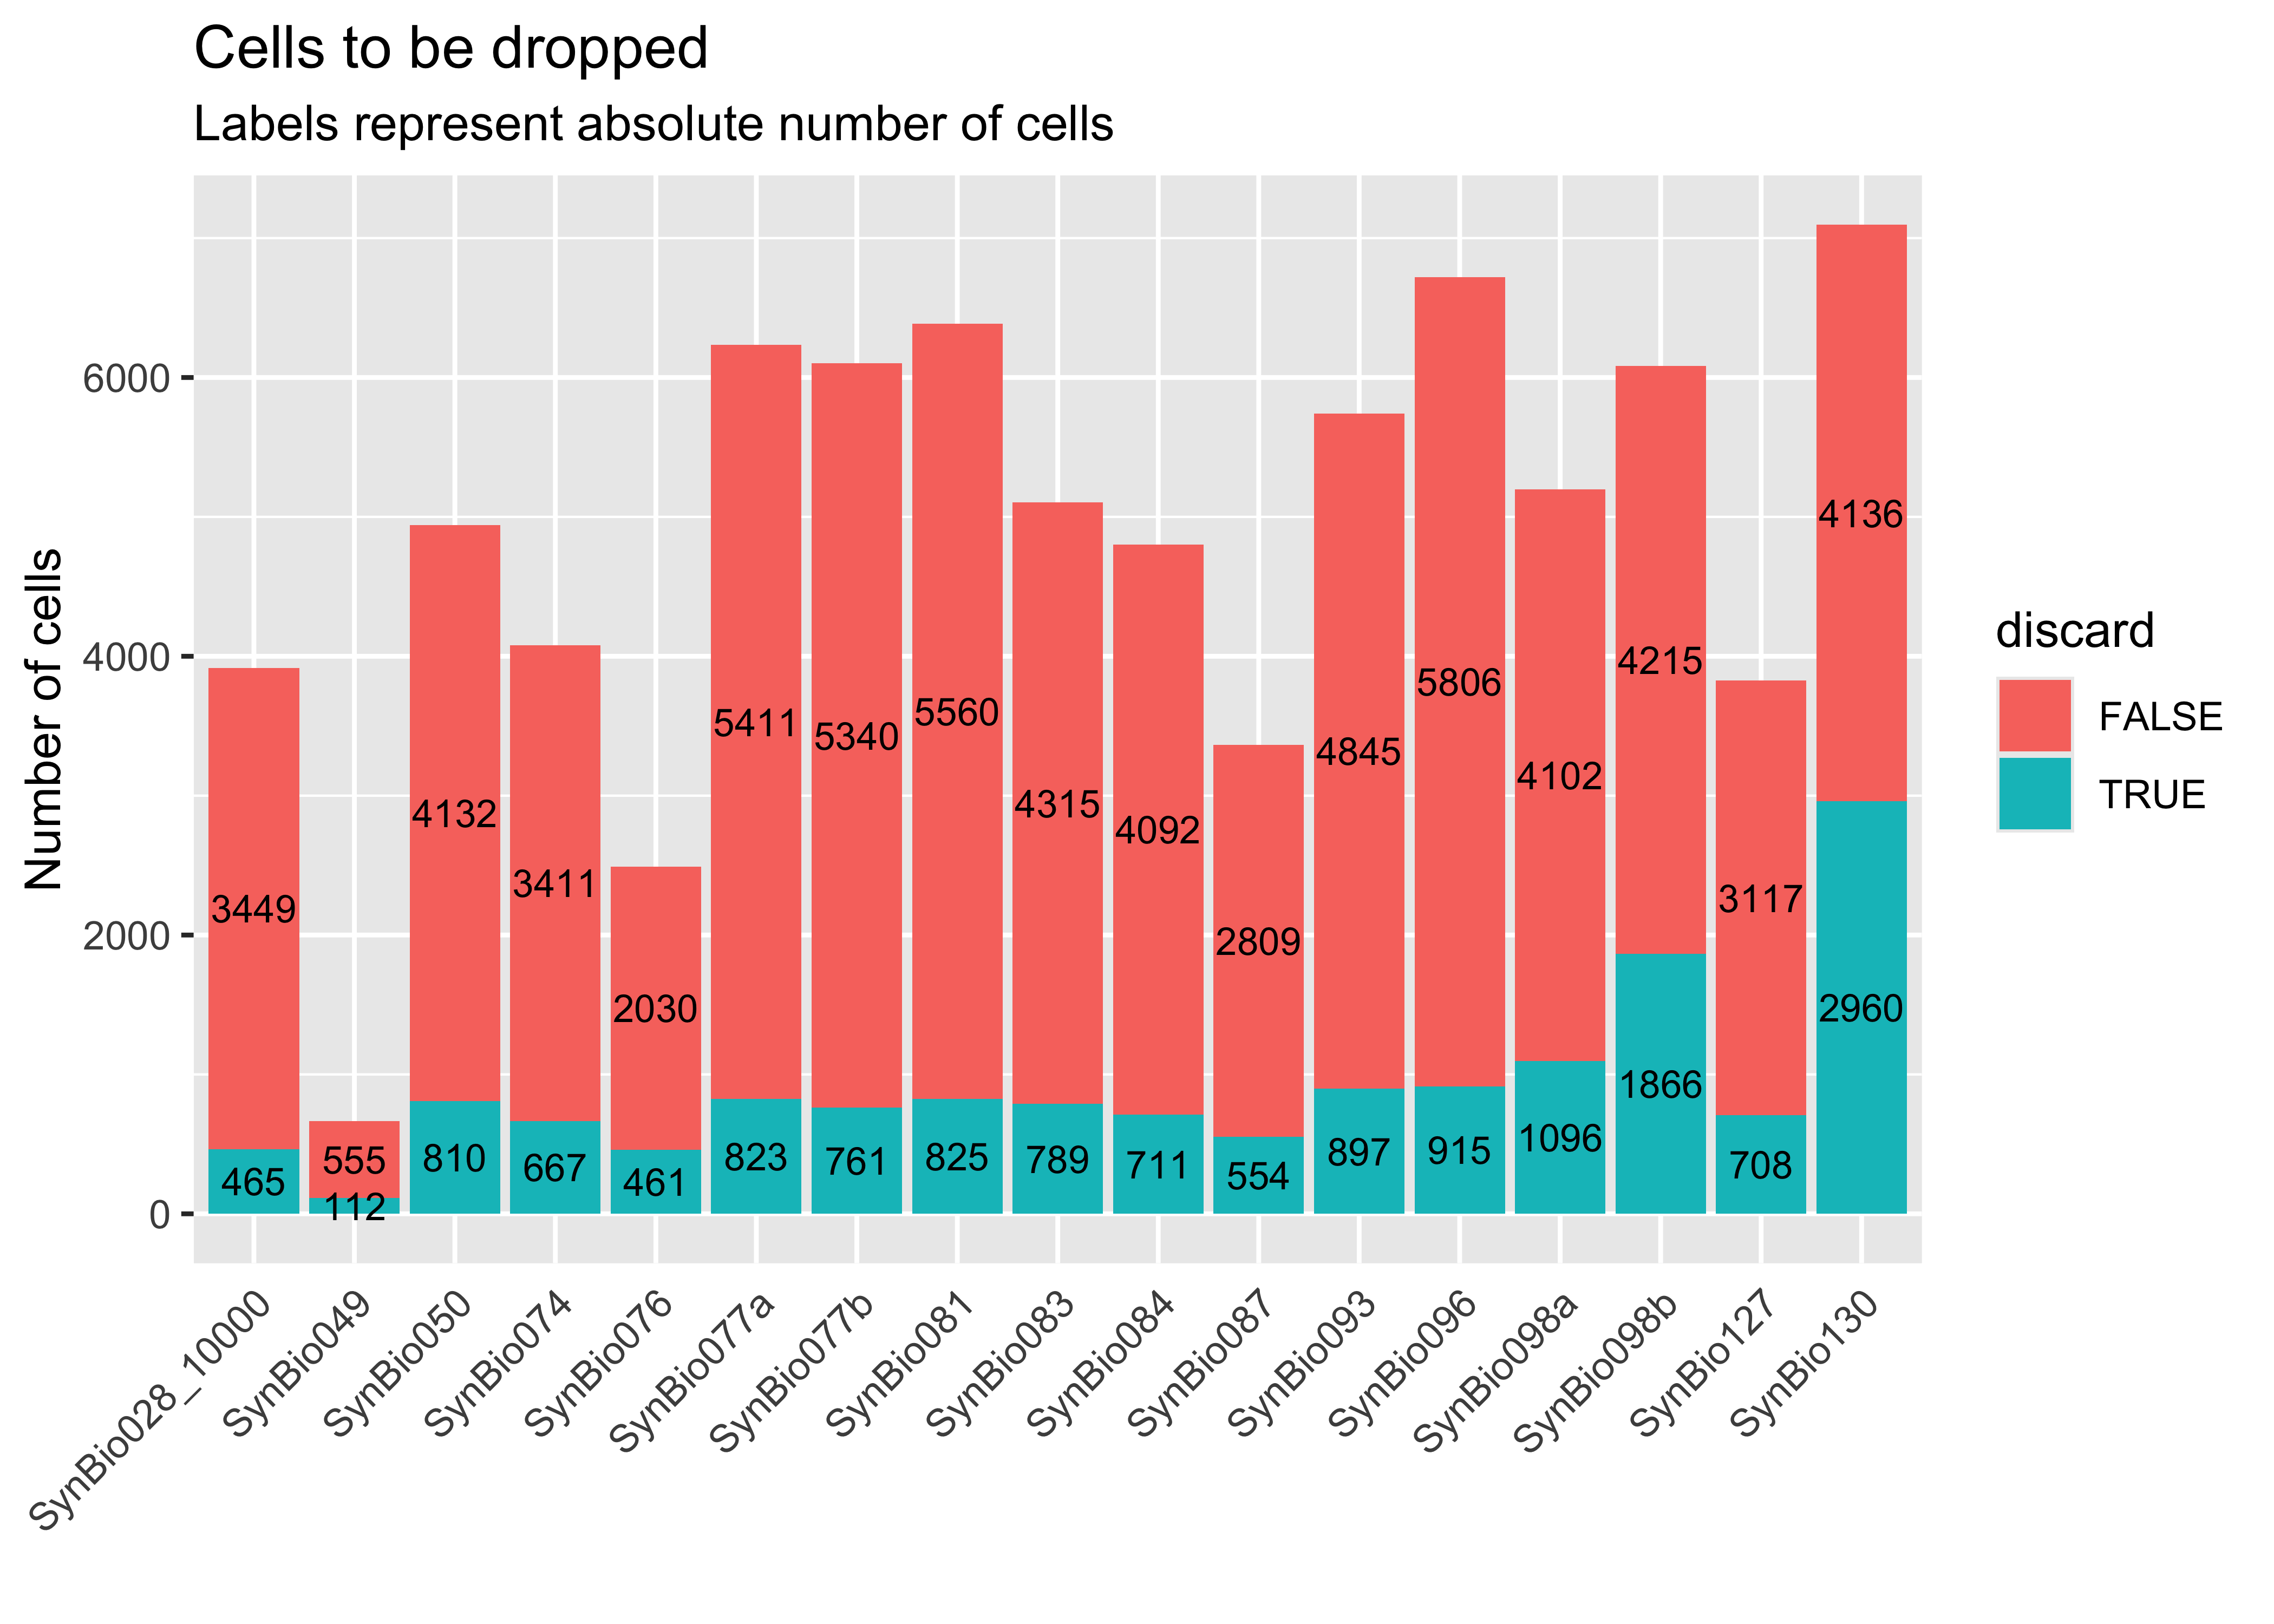 Cells to be dropped
Labels represent absolute number of cells
Number of cells
6000
4000
2000
0
3449
465
555
112
4132
810
3411
667
2030
461
5411
823
5340
761
5560
825
4315
789
4092
711
2809
554
4845
897
5806
915
4102
1096
4215
1866
3117
708
4136
2960
SynBio028_10000
SynBio049
SynBio050
SynBio074
SynBio076
SynBio077a
SynBio077b
SynBio081
SynBio083
SynBio084
SynBio087
SynBio093
SynBio096
SynBio098a
SynBio098b
SynBio127
SynBio130
discard
FALSE
TRUE